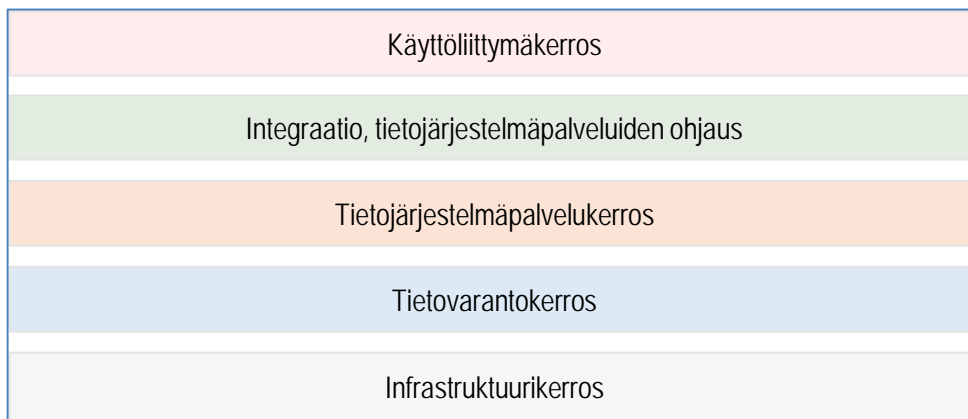 Käyttöliittymäkerros
Integraatio, tietojärjestelmäpalveluiden ohjaus
Tietojärjestelmäpalvelukerros
Tietovarantokerros
Infrastruktuurikerros